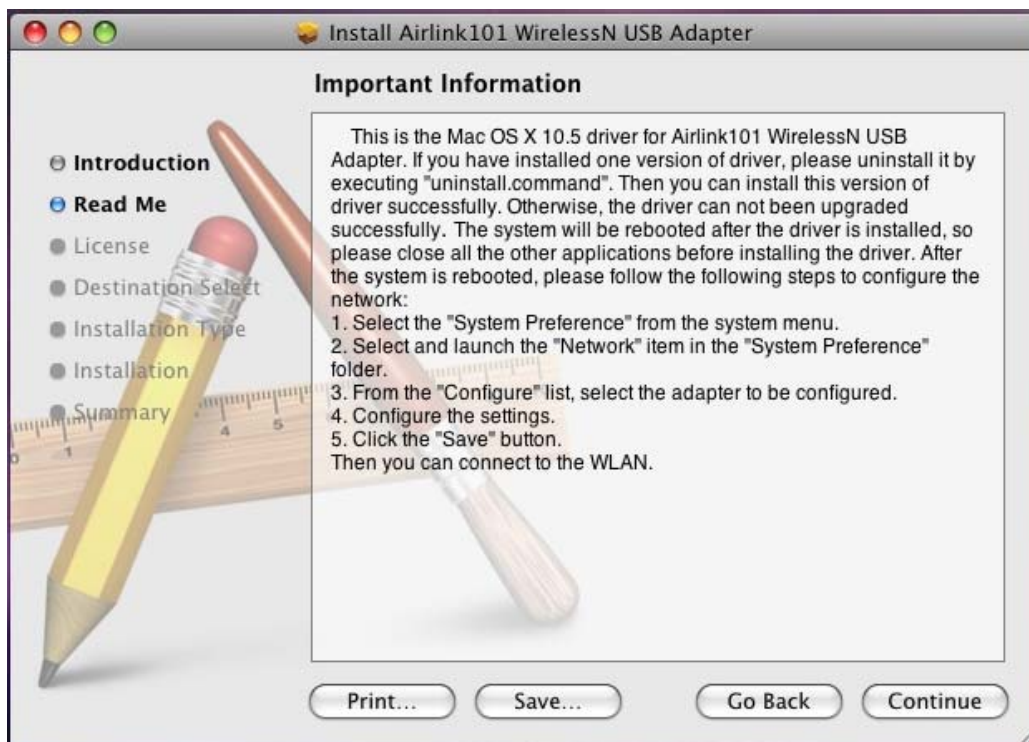 Install Airlink101 WirelessN USB Adapter
Important Information
Introduction
Read Me
License
Destination Select
Installation Type
Installation
Summary
This is the Mac OS X 10.5 driver for Airlink101 WirelessN USB
Adapter. If you have installed one version of driver, please uninstall it by
executing "uninstall.command". Then you can install this version of
driver successfully. Otherwise, the driver can not been upgraded
successfully. The system will be rebooted after the driver is installed, so
please close all the other applications before installing the driver. After
the system is rebooted, please follow the following steps to configure the
network:
1. Select the "System Preference" from the system menu.
2. Select and launch the "Network" item in the "System Preference"
folder.
3. From the "Configure" list, select the adapter to be configured.
4. Configure the settings.
5. Click the "Save" button.
Then you can connect to the WLAN.
0 1 4 5
Print...
Save...
Go Back
Continue